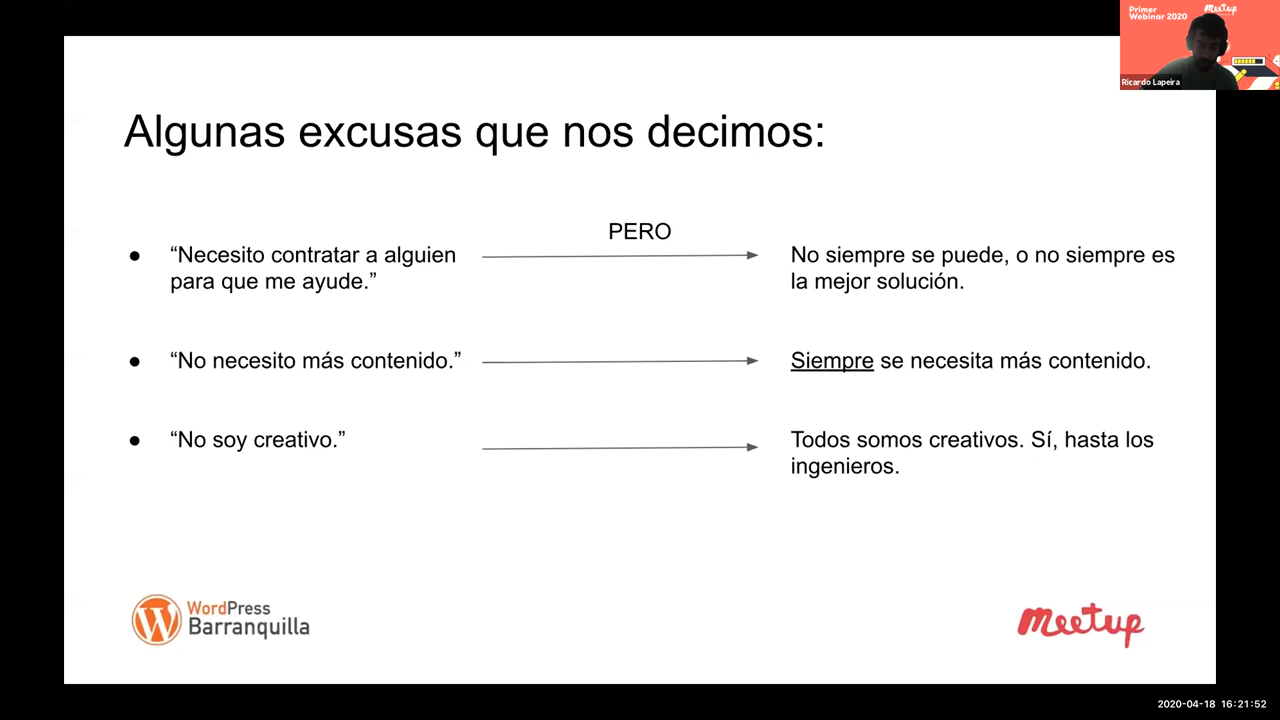 Primer
Webinar 2020
meetup
Ricardo Lapeira
Algunas excusas que nos decimos:
PERO
● “Necesito contratar a alguien
para que me ayude.”
No siempre se puede, o no siempre es
la mejor solución.
● “No necesito más contenido.”
Siempre se necesita más contenido.
● “No soy creativo.”
Todos somos creativos. Sí, hasta los
ingenieros.
WordPress
Barranquilla
meetup
2020-04-18 16:21:52